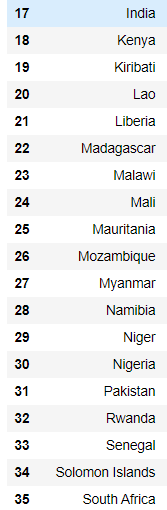 17 India
18 Kenya
19 Kiribati
20 Lao
21 Liberia
22 Madagascar
23 Malawi
24 Mali
25 Mauritania
26 Mozambique
27 Myanmar
28 Namibia
29 Niger
30 Nigeria
31 Pakistan
32 Rwanda
33 Senegal
34 Solomon Islands
35 South Africa